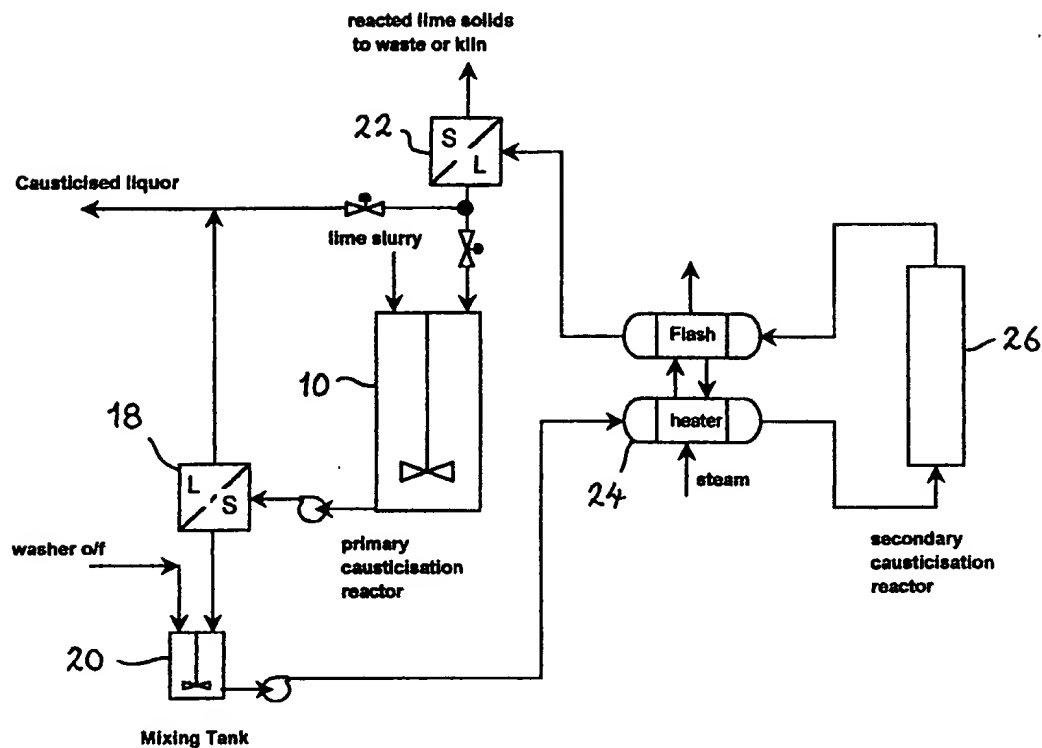 reacted lime solids
to waste or kiln
22
S
L
Causticised liquor
lime slurry
10
Flash
26
heater
24
steam
18
L
S
washer o/f
primary
causticisation
reactor
secondary
causticisation
reactor
20
Mixing Tank